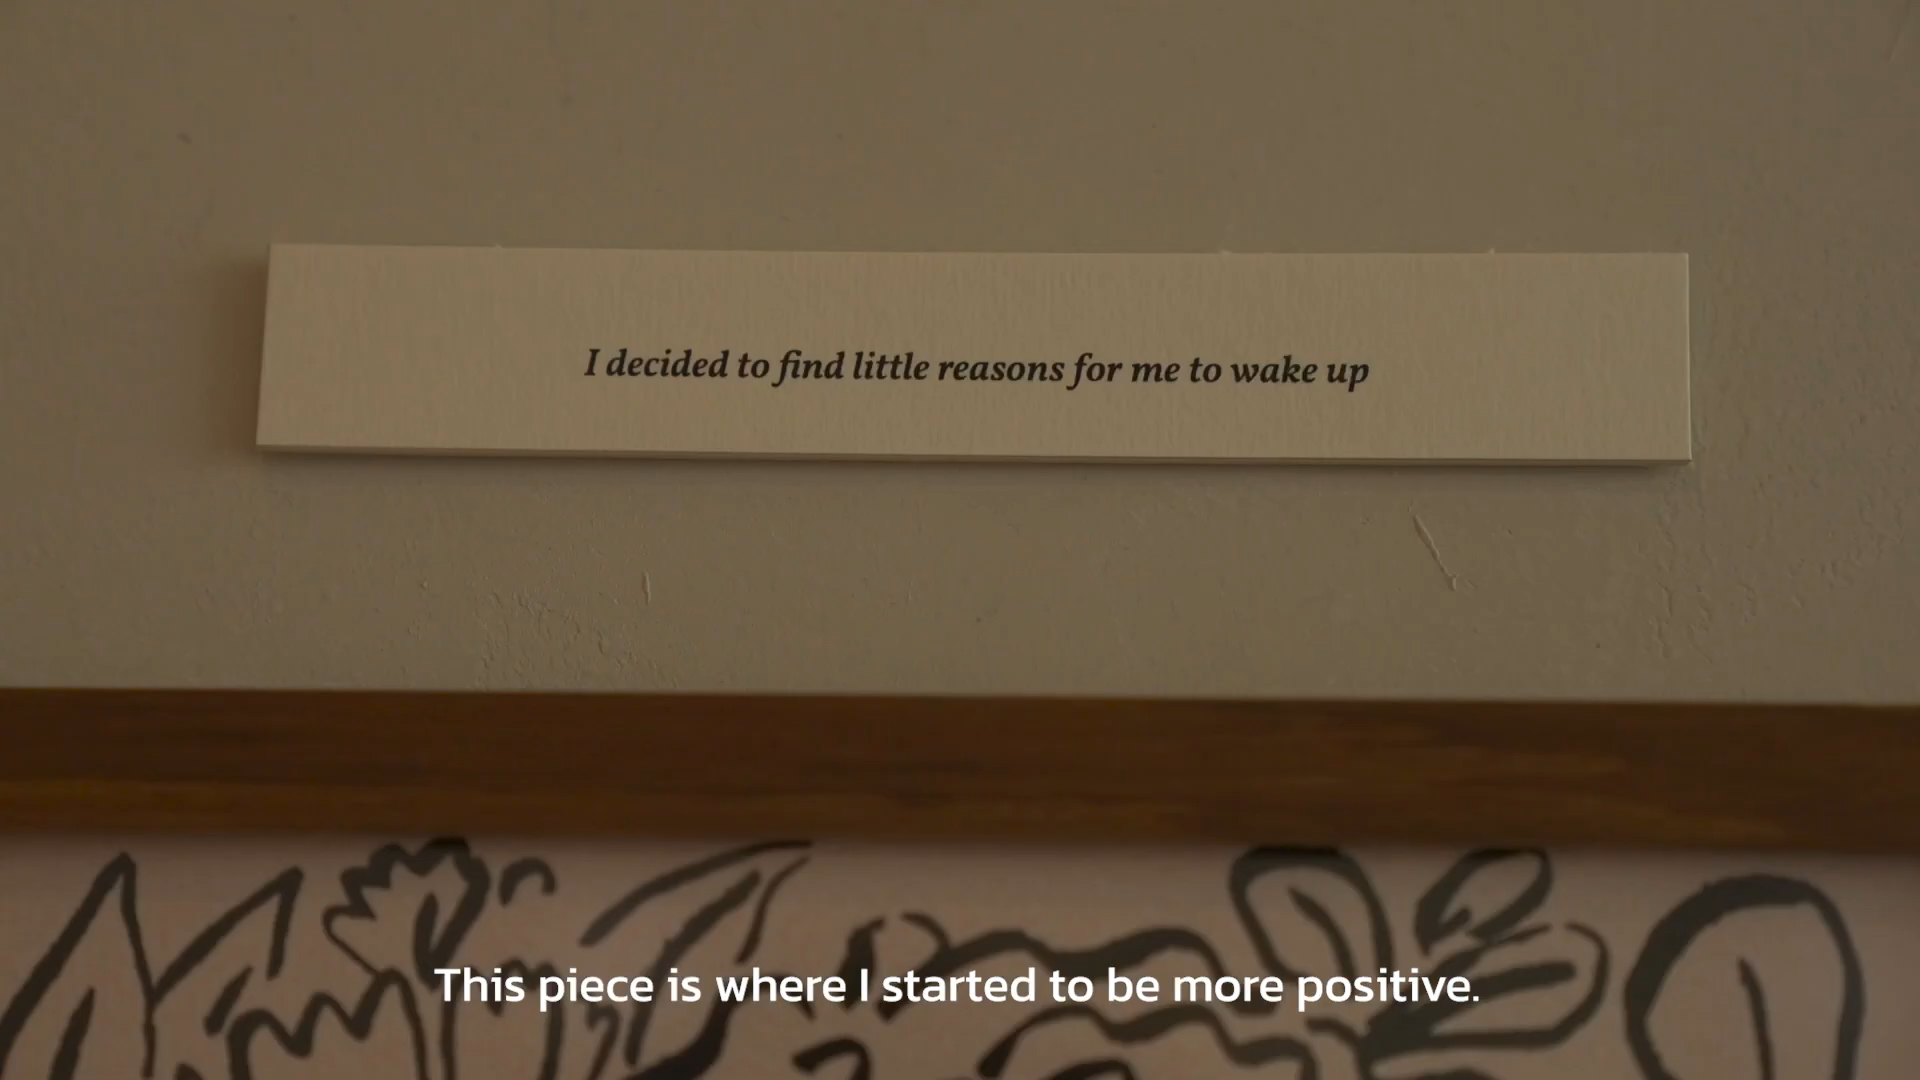 I decided to find little reasons for me to wake up
This piece is where I started to be more positive.